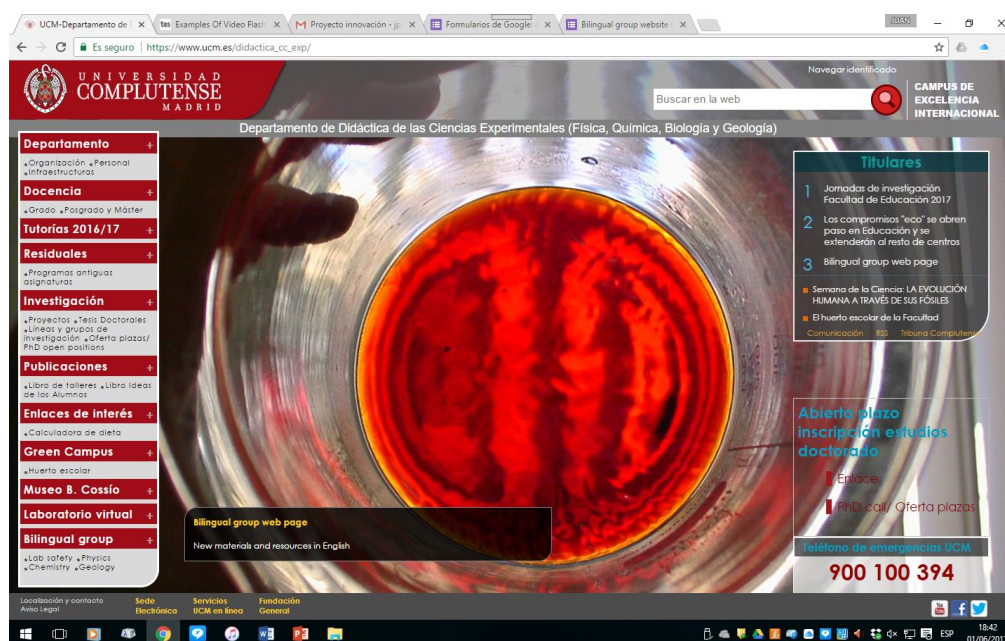 UCM-Departamento de
Examples Of Video Flash
Proyecto innovación - jp
Formularios de Google:
Bilingual group website
JUAN
Es seguro
https://www.ucm.es/didactica_cc_exp/
UNIVERSIDAD
COMPLUTENSE
MADRID
Navegar identificado
Buscar en la web
CAMPUS DE
EXCELENCIA
INTERNACIONAL
Departamento de Didáctica de las Ciencias Experimentales (Física, Química, Biología y Geología)
Departamento +
Organización Personal
Infraestructuras
Docencia +
Grado Posgrado y Máster
Tutorías 2016/17 +
Residuales +
Programas antiguas
asignaturas
Investigación +
Proyectos Tesis Doctorales
Líneas y grupos de
investigación Oferta plazas/
PhD open positions
Publicaciones +
Libro de talleres Libro Ideas
de los Alumnos
Enlaces de interés +
Calculadora de dieta
Green Campus +
Huerto escolar
Museo B. Cossío +
Laboratorio virtual +
Bilingual group +
Lab safety Physics
Chemistry Geology
Titulares
1 Jornadas de investigación
Facultad de Educación 2017
2 Los compromisos "eco" se abren
paso en Educación y se
extenderán al resto de centros
3 Bilingual group web page
Semana de la Ciencia: LA EVOLUCIÓN
HUMANA A TRAVÉS DE SUS FÓSILES
El huerto escolar de la Facultad
Comunicación RSS Tribuna Complutense
Abierto plazo
inscripción estudios
doctorado
Enlace
PhD call/ Oferta plazas
Teléfono de emergencias UCM
900 100 394
Bilingual group web page
New materials and resources in English
Localización y contacto
Aviso Legal
Sede
Electrónica
Servicios
UCM en línea
Fundación
General
ESP
18:42
01/06/201